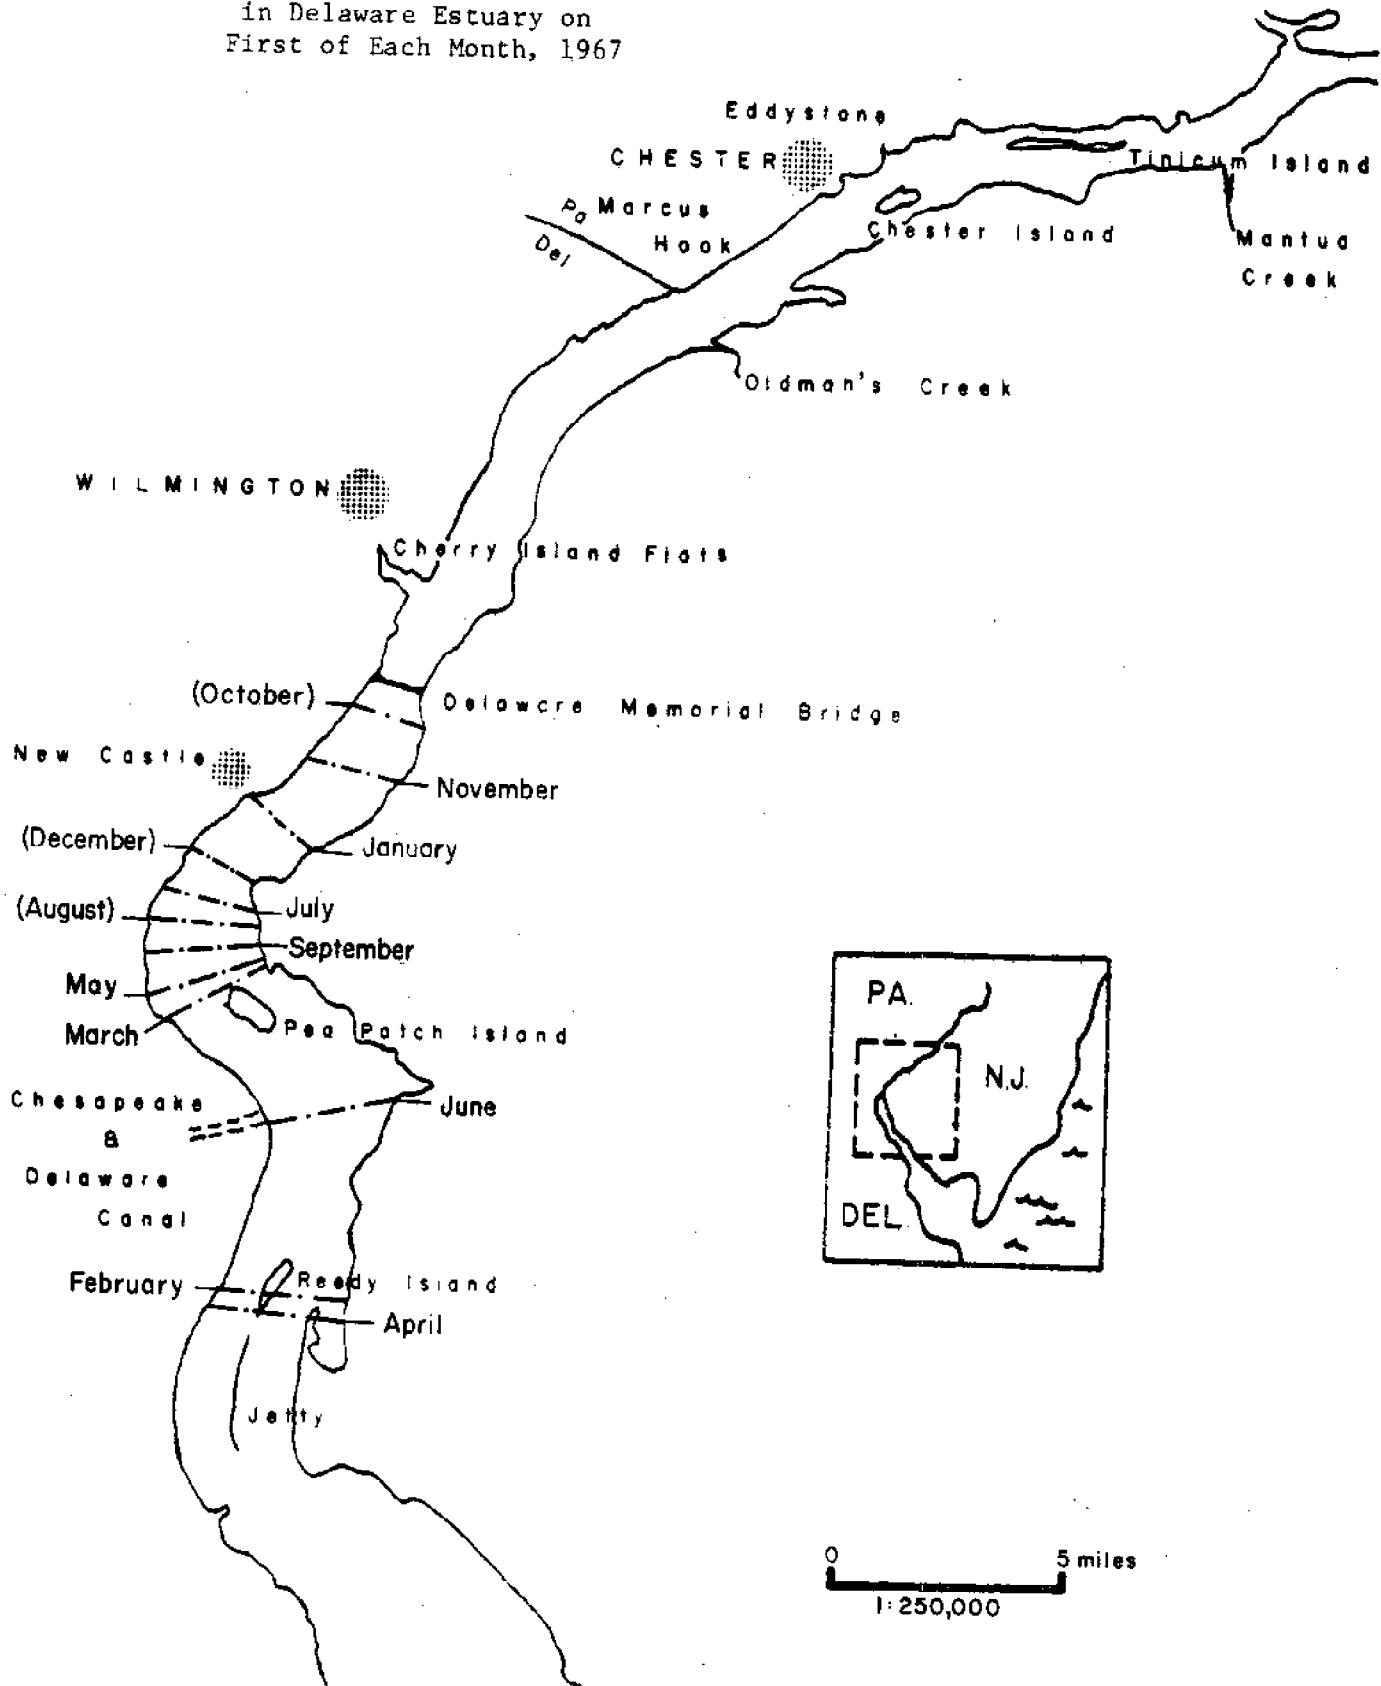 in Delaware Estuary on
First of Each Month, 1967
Eddystone
CHESTER
Tinicum Island
Pa
Marcus
Hook
Del
Chester Island
Mantua
Creek
Oldman's Creek
WILMINGTON
Cherry Island Flats
(October)
Delaware Memorial Bridge
New Castle
November
(December)
January
(August)
July
September
May
March
Pea Patch Island
Chesapeake
&
Delaware
Canal
June
February
Reedy Island
April
Jetty
PA.
N.J.
DEL.
0
5 miles
1:250,000